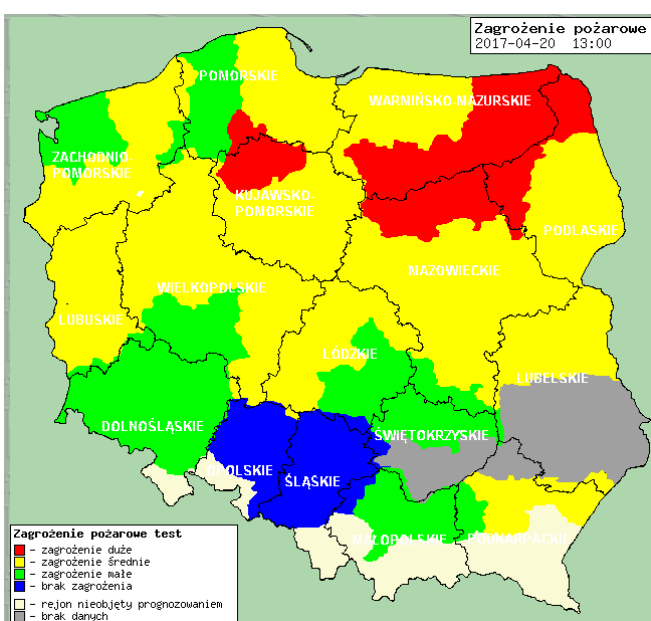 Zagrożenie pożarowe
2017-04-20 13:00
POMORSKIE
WARMIŃSKO-MAZURSKIE
ZACHODNIO
POMORSKIE
KUJAWSKO
POMORSKIE
PODLASKIE
MAZOWIECKIE
WIELKOPOLSKIE
LUBUSKIE
ŁÓDZKIE
LUBELSKIE
DOLNOŚLĄSKIE
ŚWIĘTOKRZYSKIE
OPOLSKIE
ŚLĄSKIE
MAŁOPOLSKIE
PODKARPACKIE
Zagrożenie pożarowe test
- zagrożenie duże
- zagrożenie średnie
- zagrożenie małe
- brak zagrożenia
- rejon nieobjęty prognozowaniem
- brak danych